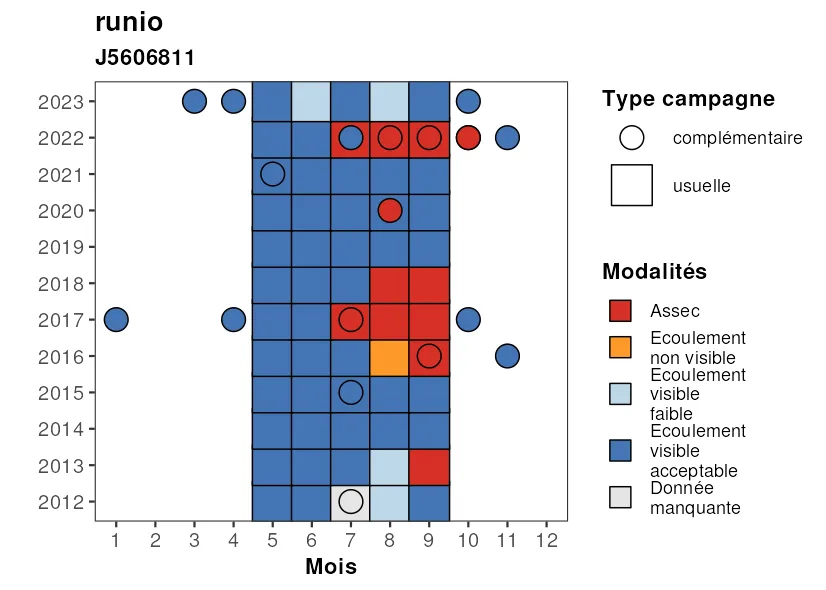 runio
J5606811
2023
2022
2021
2020
2019
2018
2017
2016
2015
2014
2013
2012
1 2 3 4 5 6 7 8 9 10 11 12
Mois
Type campagne
complémentaire
usuelle
Modalités
Assec
Ecoulement
non visible
Ecoulement
visible
faible
Ecoulement
visible
acceptable
Donnée
manquante